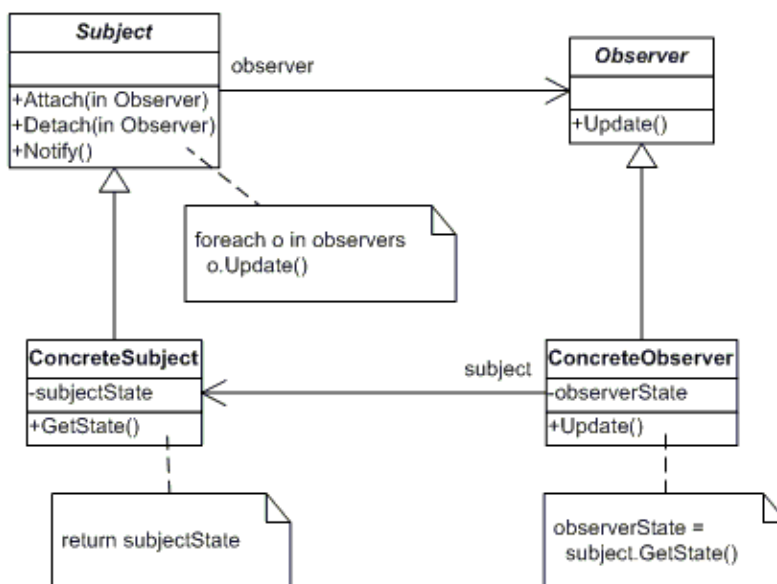 Subject
+Attach(in Observer)
+Detach(in Observer)
+Notify()
observer
Observer
+Update()
foreach o in observers
o.Update()
ConcreteSubject
-subjectState
+GetState()
subject
ConcreteObserver
-observerState
+Update()
return subjectState
observerState =
subject.GetState()